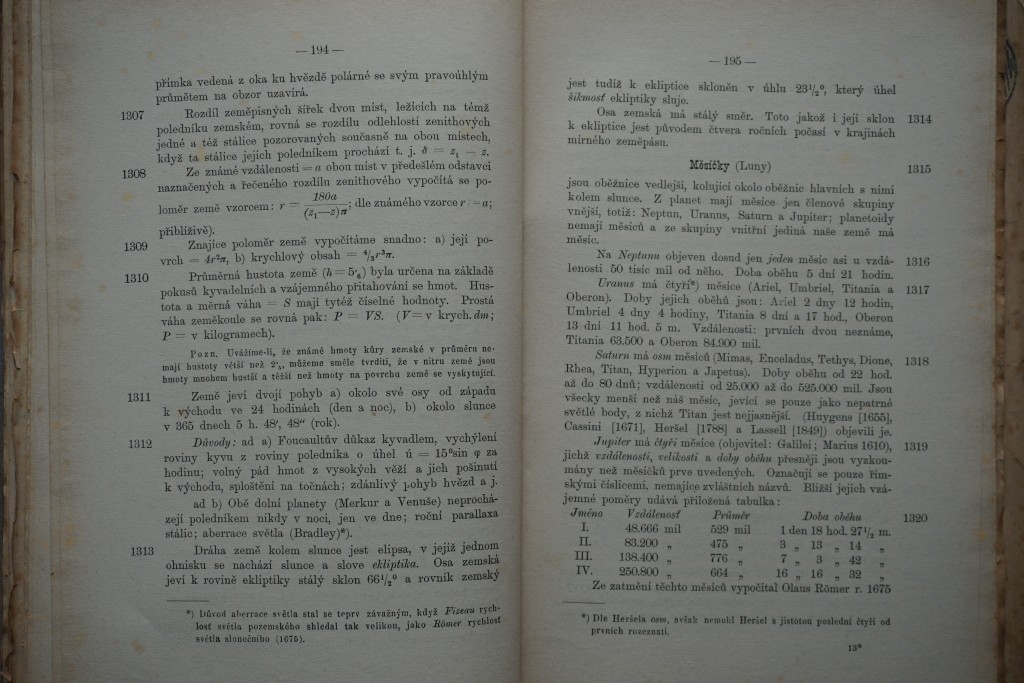 — 194 —
přímka vedená z oka ku hvězdě polárné se svým pravoúhlým
průmětem na obzor uzavírá.
1307 Rozdíl zeměpisných šířek dvou míst, ležících na témž
poledníku zemském, rovná se rozdílu odlehlosti zenithových
jedné a též stálice pozorovaných současně na obou místech,
když ta stálice jejich poledníkem prochází t. j. ϑ = z₁ — z.
1308 Ze známé vzdálenosti = a obou míst v předešlém odstavci
naznačených a řečeného rozdílu zenithového vypočítá se po-
loměr země vzorcem: r = 180a / (z₁—z)π; dle známého vzorce r = a;
přibliživě).
1309 Znajíce poloměr země vypočítáme snadno: a) její po-
vrch = 4r²π, b) krychlový obsah = ⁴/₃r³π.
1310 Průměrná hustota země (h = 5·₆) byla určena na základě
pokusů kyvadelních a vzájemného přitahování se hmot. Hus-
tota a měrná váha = S mají tytéž číselné hodnoty. Prostá
váha zeměkoule se rovná pak: P = VS. (V = v krych. dm;
P = v kilogramech).
Pozn. Uvážíme-li, že známé hmoty kůry zemské v průměru ne-
mají hustoty větší než 2·₅, můžeme směle tvrditi, že v nitru země jsou
hmoty mnohem hustší a těžší než hmoty na povrchu země se vyskytující.
1311 Země jeví dvojí pohyb a) okolo své osy od západu
k východu ve 24 hodinách (den a noc), b) okolo slunce
v 365 dnech 5 h. 48′, 48″ (rok).
1312 Důvody: ad a) Foucaultův důkaz kyvadlem, vychýlení
roviny kyvu z roviny poledníka o úhel ú = 15⁰sin φ za
hodinu; volný pád hmot z vysokých věží a jich pošinutí
k východu, sploštění na točnách; zdánlivý pohyb hvězd a j.
ad b) Obě dolní planety (Merkur a Venuše) neprochá-
zejí poledníkem nikdy v noci, jen ve dne; roční parallaxa
stálic; aberrace světla (Bradley)*).
1313 Dráha země kolem slunce jest elipsa, v jejíž jednom
ohnisku se nachází slunce a slove ekliptika. Osa zemská
jeví k rovině ekliptiky stálý sklon 66¹/₂⁰ a rovník zemský
*) Důvod aberrace světla stal se teprv závažným, když Fizeau rych-
losť světla pozemského shledal tak velikou, jako Römer rychlosť
světla slunečního (1675).
— 195 —
jest tudíž k ekliptice skloněn v úhlu 23¹/₂⁰, který úhel
šikmosť ekliptiky sluje.
Osa zemská má stálý směr. Toto jakož i její sklon 1314
k ekliptice jest původem čtvera ročních počasí v krajinách
mírného zeměpásu.
Měsíčky (Luny) 1315
jsou oběžnice vedlejší, kolující okolo oběžnic hlavních s nimi
kolem slunce. Z planet mají měsíce jen členové skupiny
vnější, totiž: Neptun, Uranus, Saturn a Jupiter; planetoidy
nemají měsíců a ze skupiny vnitřní jediná naše země má
měsíc.
Na Neptunu objeven dosud jen jeden měsíc asi u vzdá- 1316
lenosti 50 tisíc mil od něho. Doba oběhu 5 dní 21 hodin.
Uranus má čtyři*) měsíce (Ariel, Umbriel, Titania a 1317
Oberon). Doby jejich oběhů jsou: Ariel 2 dny 12 hodin,
Umbriel 4 dny 4 hodiny, Titania 8 dní a 17 hod., Oberon
13 dní 11 hod. 5 m. Vzdálenosti: prvních dvou neznáme,
Titania 63.500 a Oberon 84.900 mil.
Saturn má osm měsíců (Mimas, Enceladus, Tethys, Dione, 1318
Rhea, Titan, Hyperion a Japetus). Doby oběhu od 22 hod.
až do 80 dnů; vzdálenosti od 25.000 až do 525.000 mil. Jsou
všecky menší než náš měsíc, jevící se pouze jako nepatrné
světlé body, z nichž Titan jest nejjasnější. (Huygens [1655],
Cassini [1671], Heršel [1788] a Lassell [1849]) objevili je.
Jupiter má čtyři měsíce (objevitel: Galilei; Marius 1610), 1319
jichž vzdálenosti, velikosti a doby oběhu přesněji jsou vyzkou-
mány než měsíčků prve uvedených. Označují se pouze řím-
skými číslicemi, nemajíce zvláštních názvů. Bližší jejich vzá-
jemné poměry udává přiložená tabulka:
Jméno Vzdálenosť Průměr Doba oběhu 1320
I. 48.666 mil 529 mil 1 den 18 hod. 27¹/₂ m.
II. 83.200 „ 475 „ 3 „ 13 „ 14 „
III. 138.400 „ 776 „ 7 „ 3 „ 42 „
IV. 250.800 „ 664 „ 16 „ 16 „ 32 „
Ze zatmění těchto měsíců vypočítal Olaus Römer r. 1675
*) Dle Heršela osm, avšak nemohl Heršel s jistotou poslední čtyři od
prvních rozeznati.
13*